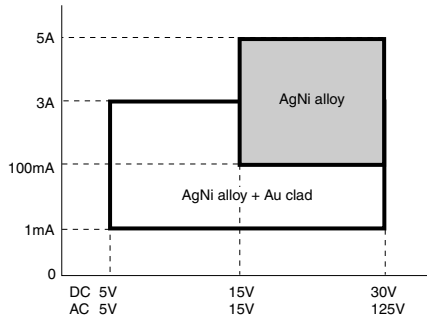 5A
AgNi alloy
3A
100mA
AgNi alloy + Au clad
1mA
0
DC 5V 15V 30V
AC 5V 15V 125V